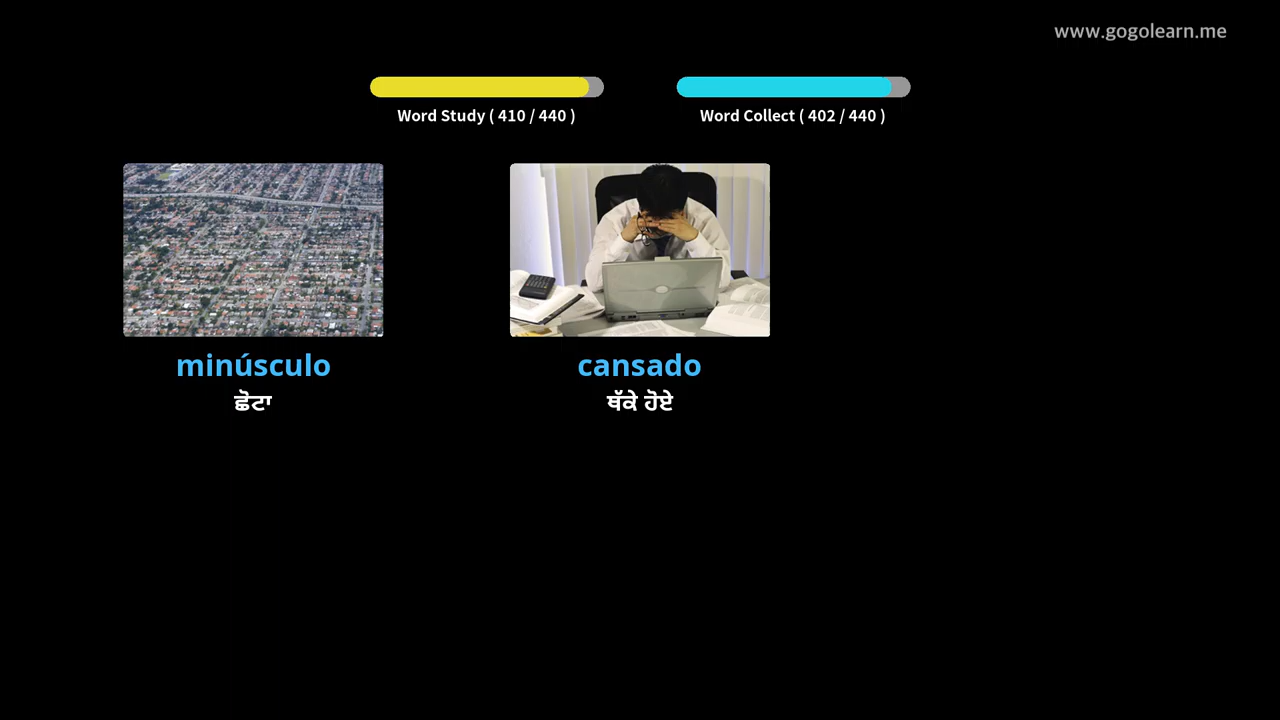 www.gogolearn.me
Word Study ( 410 / 440 )
Word Collect ( 402 / 440 )
minúsculo
ਛੋਟਾ
cansado
ਥੱਕੇ ਹੋਏ